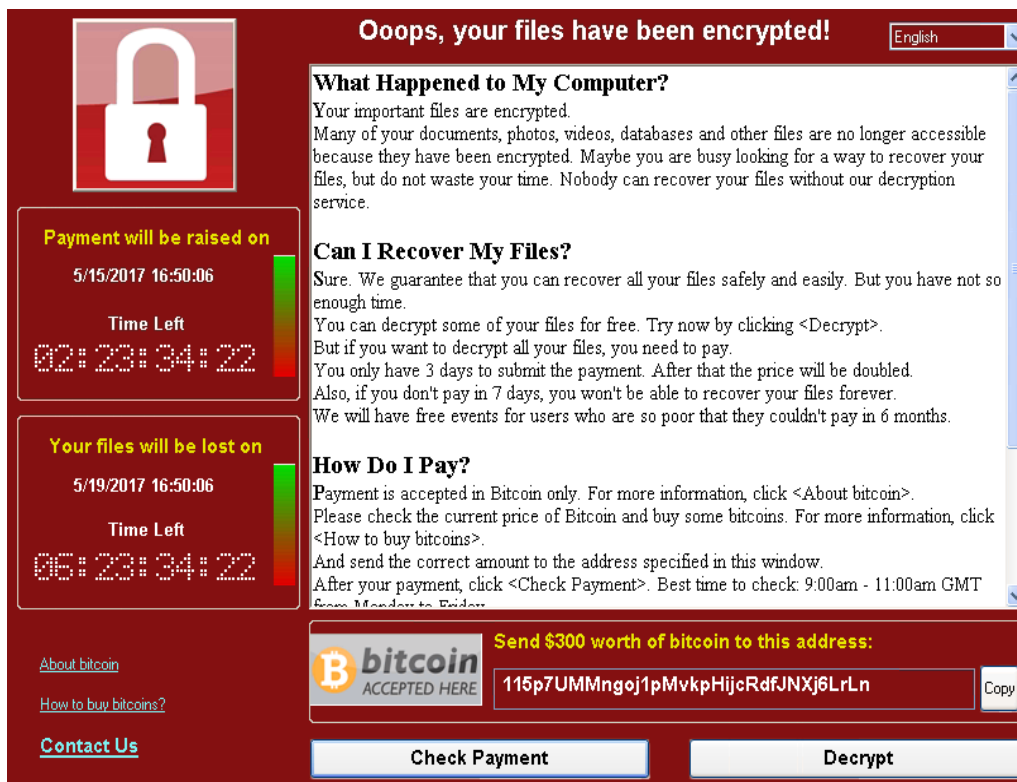 Ooops, your files have been encrypted!
English
What Happened to My Computer?
Your important files are encrypted.
Many of your documents, photos, videos, databases and other files are no longer accessible
because they have been encrypted. Maybe you are busy looking for a way to recover your
files, but do not waste your time. Nobody can recover your files without our decryption
service.
Can I Recover My Files?
Sure. We guarantee that you can recover all your files safely and easily. But you have not so
enough time.
You can decrypt some of your files for free. Try now by clicking <Decrypt>.
But if you want to decrypt all your files, you need to pay.
You only have 3 days to submit the payment. After that the price will be doubled.
Also, if you don't pay in 7 days, you won't be able to recover your files forever.
We will have free events for users who are so poor that they couldn't pay in 6 months.
How Do I Pay?
Payment is accepted in Bitcoin only. For more information, click <About bitcoin>.
Please check the current price of Bitcoin and buy some bitcoins. For more information, click
<How to buy bitcoins>.
And send the correct amount to the address specified in this window.
After your payment, click <Check Payment>. Best time to check: 9:00am - 11:00am GMT
from Monday to Friday
Payment will be raised on
5/15/2017 16:50:06
Time Left
02:23:34:22
Your files will be lost on
5/19/2017 16:50:06
Time Left
06:23:34:22
About bitcoin
How to buy bitcoins?
Contact Us
bitcoin
ACCEPTED HERE
Send $300 worth of bitcoin to this address:
115p7UMMngoj1pMvkpHijcRdfJNXj6LrLn
Copy
Check Payment
Decrypt